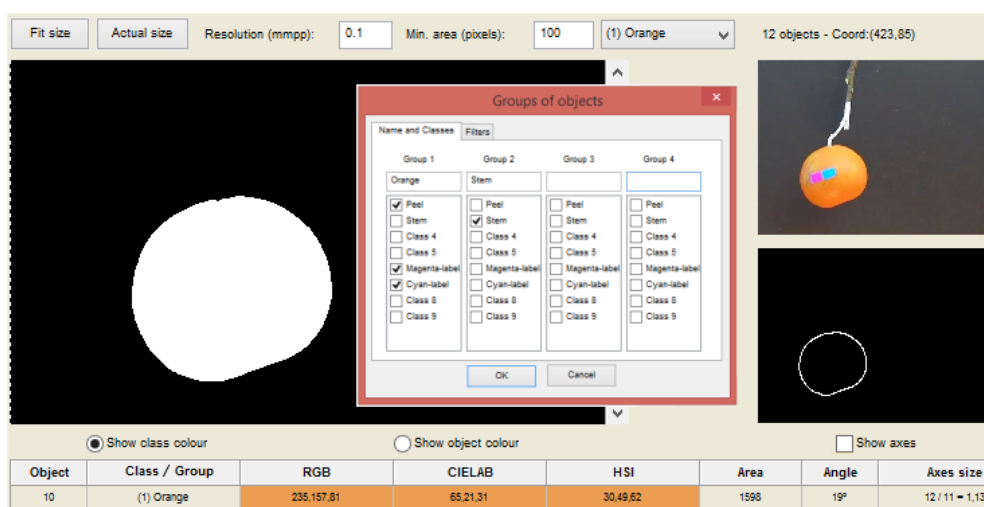 Fit size Actual size Resolution (mmpp): 0.1 Min. area (pixels): 100 (1) Orange 12 objects - Coord:(423,85)
Groups of objects
Name and Classes Filters
Group 1 Group 2 Group 3 Group 4
Orange Stem
Peel Peel Peel Peel
Stem Stem Stem Stem
Class 4 Class 4 Class 4 Class 4
Class 5 Class 5 Class 5 Class 5
Magenta-label Magenta-label Magenta-label Magenta-label
Cyan-label Cyan-label Cyan-label Cyan-label
Class 8 Class 8 Class 8 Class 8
Class 9 Class 9 Class 9 Class 9
OK Cancel
Show class colour Show object colour Show axes
Object Class / Group RGB CIELAB HSI Area Angle Axes size
10 (1) Orange 235,157,81 65,21,31 30,49,62 1598 19º 12 / 11 = 1,13